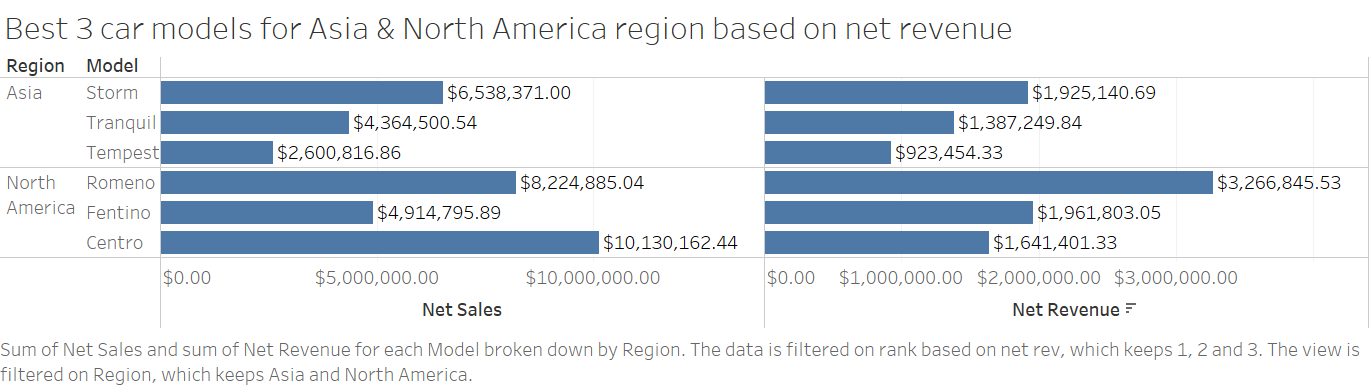 Best 3 car models for Asia & North America region based on net revenue
Region Model
Asia Storm $6,538,371.00 $1,925,140.69
Tranquil $4,364,500.54 $1,387,249.84
Tempest $2,600,816.86 $923,454.33
North Romeno $8,224,885.04 $3,266,845.53
America Fentino $4,914,795.89 $1,961,803.05
Centro $10,130,162.44 $1,641,401.33
$0.00 $5,000,000.00 $10,000,000.00 $0.00 $1,000,000.00 $2,000,000.00 $3,000,000.00
Net Sales Net Revenue
Sum of Net Sales and sum of Net Revenue for each Model broken down by Region. The data is filtered on rank based on net rev, which keeps 1, 2 and 3. The view is
filtered on Region, which keeps Asia and North America.